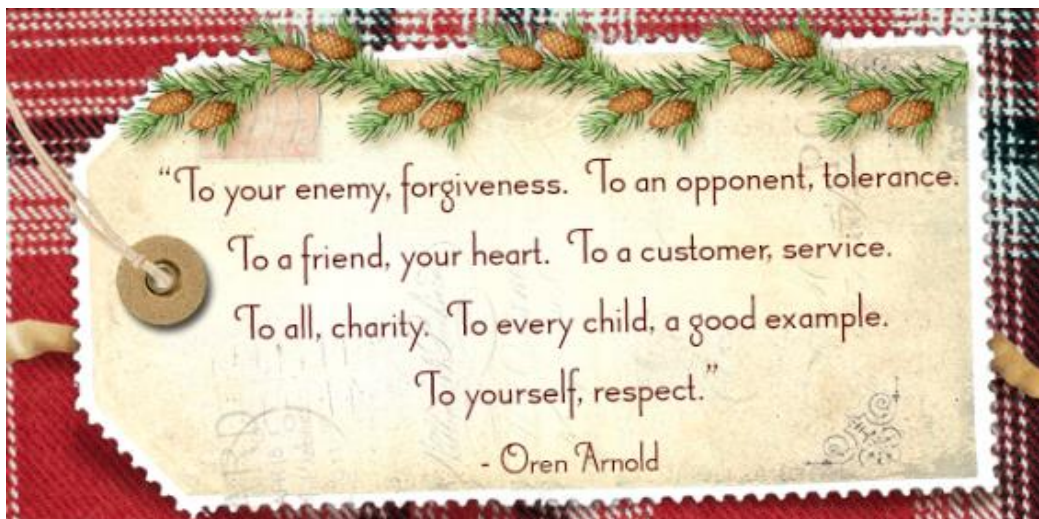 “To your enemy, forgiveness. To an opponent, tolerance.
To a friend, your heart. To a customer, service.
To all, charity. To every child, a good example.
To yourself, respect.”
- Oren Arnold